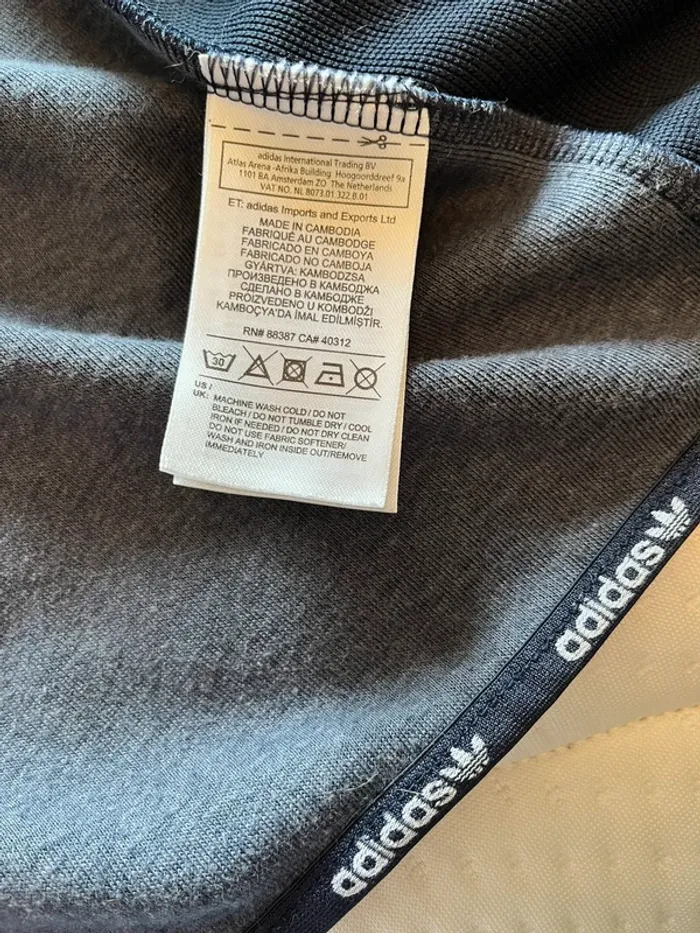 adidas International Trading BV
Atlas Arena -Afrika Building Hoogoorddreef 9a
1101 BA Amsterdam ZO The Netherlands
VAT NO. NL 8073.01.322.B.01
ET: adidas Imports and Exports Ltd
MADE IN CAMBODIA
FABRIQUÉ AU CAMBODGE
FABRICADO EN CAMBOYA
FABRICADO NO CAMBOJA
GYÁRTVA: KAMBODZSA
ПРОИЗВЕДЕНО В КАМБОДЖА
СДЕЛАНО В КАМБОДЖЕ
PROIZVEDENO U KOMBODŽI
KAMBOÇYA'DA İMAL EDİLMİŞTİR.
RN# 88387 CA# 40312
30
US /
UK: MACHINE WASH COLD / DO NOT
BLEACH / DO NOT TUMBLE DRY / COOL
IRON IF NEEDED / DO NOT DRY CLEAN
DO NOT USE FABRIC SOFTENER/
WASH AND IRON INSIDE OUT/REMOVE
IMMEDIATELY
adidas
adidas